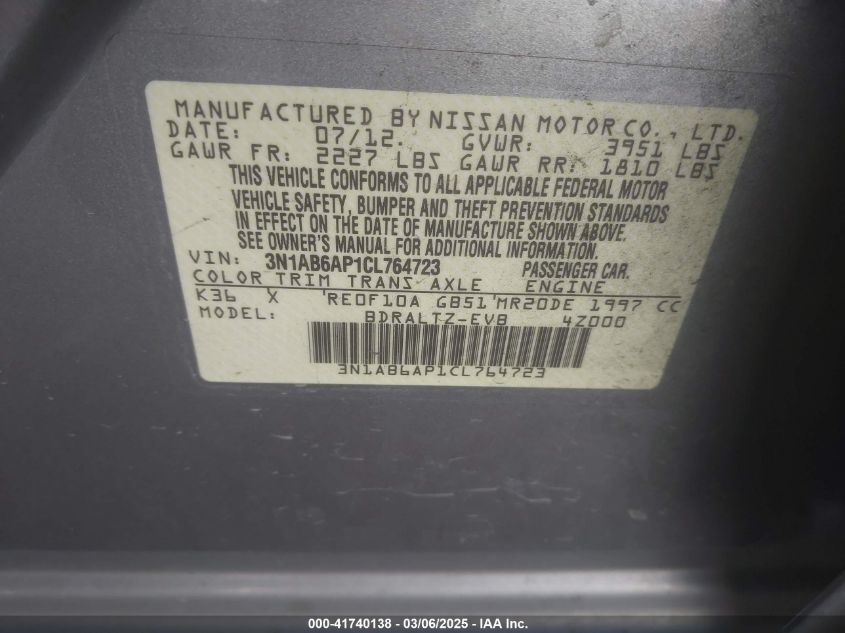 MANUFACTURED BY NISSAN MOTOR CO., LTD.
DATE: 07/12. GVWR: 3951 LBS
GAWR FR: 2227 LBS GAWR RR: 1810 LBS
THIS VEHICLE CONFORMS TO ALL APPLICABLE FEDERAL MOTOR
VEHICLE SAFETY, BUMPER AND THEFT PREVENTION STANDARDS
IN EFFECT ON THE DATE OF MANUFACTURE SHOWN ABOVE.
SEE OWNER'S MANUAL FOR ADDITIONAL INFORMATION.
VIN: 3N1AB6AP1CL764723 PASSENGER CAR.
COLOR TRIM TRANS AXLE ENGINE
K36 X 'RE0F10A GB51'MR20DE 1997 CC
MODEL: BDRALTZ-EVB 4Z000
3N1AB6AP1CL764723
000-41740138 - 03/06/2025 - IAA Inc.